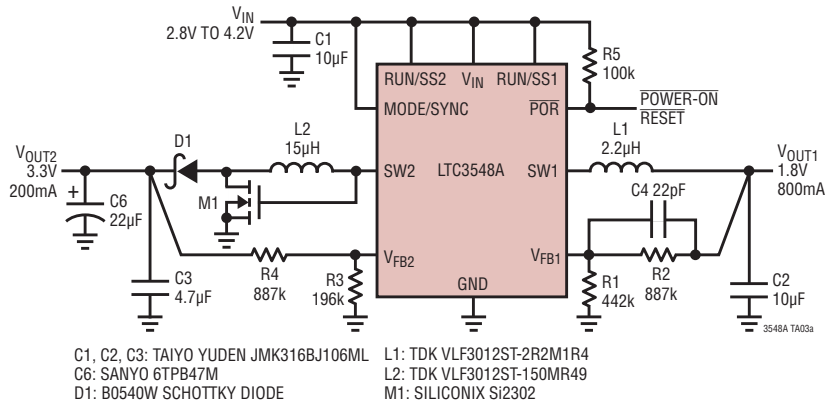 VIN
2.8V TO 4.2V
C1
10µF
R5
100k
RUN/SS2 VIN RUN/SS1
MODE/SYNC
POR
POWER-ON
RESET
D1
L2
15µH
L1
2.2µH
VOUT2
3.3V
200mA
SW2
LTC3548A
SW1
VOUT1
1.8V
800mA
M1
C4 22pF
+
C6
22µF
VFB2
VFB1
R4
887k
R3
196k
C3
4.7µF
GND
R1
442k
R2
887k
C2
10µF
3548A TA03a
C1, C2, C3: TAIYO YUDEN JMK316BJ106ML
C6: SANYO 6TPB47M
D1: B0540W SCHOTTKY DIODE
L1: TDK VLF3012ST-2R2M1R4
L2: TDK VLF3012ST-150MR49
M1: SILICONIX Si2302